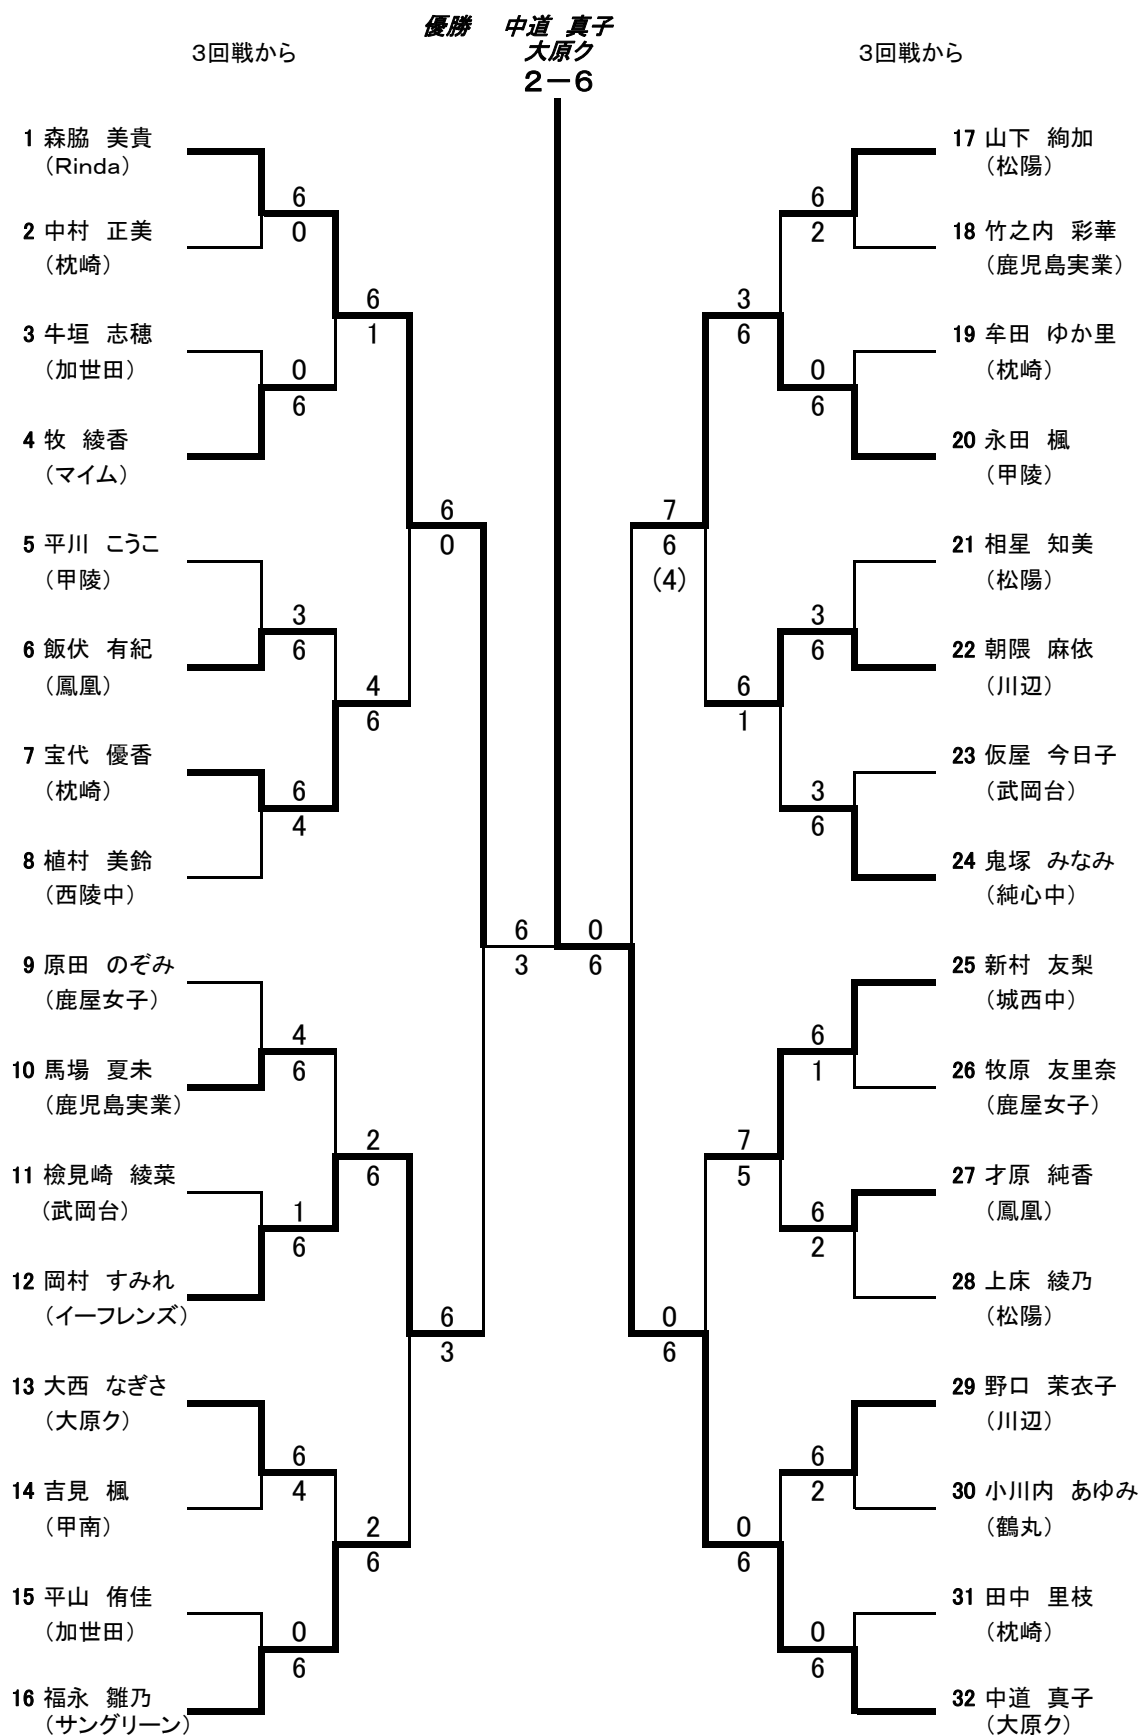 優勝 中道 真子
大原ク
2－6
3回戦から
3回戦から
1 森脇 美貴
（Rinda）
2 中村 正美
（枕崎）
3 牛垣 志穂
（加世田）
4 牧 綾香
（マイム）
5 平川 こうこ
（甲陵）
6 飯伏 有紀
（鳳凰）
7 宝代 優香
（枕崎）
8 植村 美鈴
（西陵中）
9 原田 のぞみ
（鹿屋女子）
10 馬場 夏未
（鹿児島実業）
11 檢見崎 綾菜
（武岡台）
12 岡村 すみれ
（イーフレンズ）
13 大西 なぎさ
（大原ク）
14 吉見 楓
（甲南）
15 平山 侑佳
（加世田）
16 福永 雛乃
（サングリーン）
6
0
0
6
3
6
6
4
4
6
1
6
6
4
0
6
6
1
4
6
2
6
2
6
6
0
6
3
6
3
0
6
7
6
(4)
0
6
3
6
6
1
7
5
0
6
6
2
0
6
3
6
3
6
6
1
6
2
6
2
0
6
17 山下 絢加
（松陽）
18 竹之内 彩華
（鹿児島実業）
19 牟田 ゆか里
（枕崎）
20 永田 楓
（甲陵）
21 相星 知美
（松陽）
22 朝隈 麻依
（川辺）
23 仮屋 今日子
（武岡台）
24 鬼塚 みなみ
（純心中）
25 新村 友梨
（城西中）
26 牧原 友里奈
（鹿屋女子）
27 才原 純香
（鳳凰）
28 上床 綾乃
（松陽）
29 野口 茉衣子
（川辺）
30 小川内 あゆみ
（鶴丸）
31 田中 里枝
（枕崎）
32 中道 真子
（大原ク）